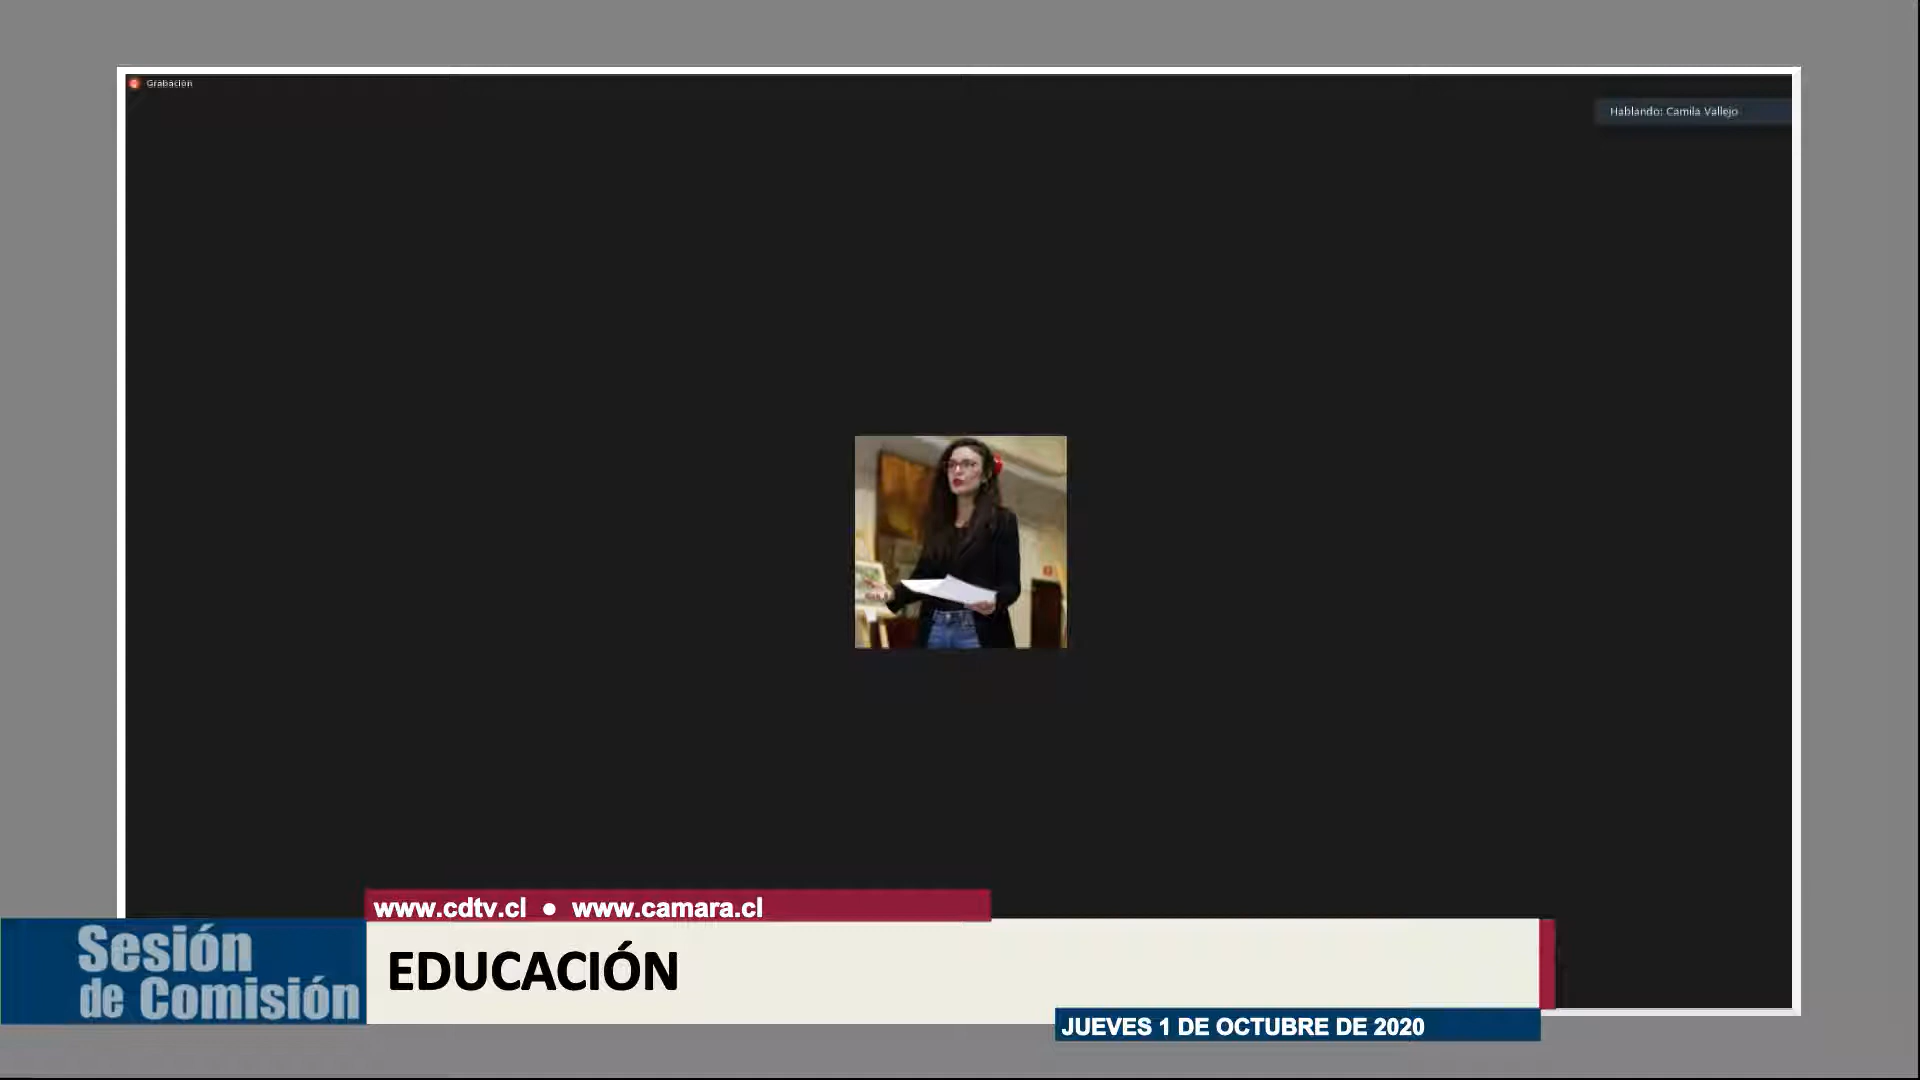 Grabación
Hablando: Camila Vallejo
www.cdtv.cl ● www.camara.cl
Sesión
de Comisión
EDUCACIÓN
JUEVES 1 DE OCTUBRE DE 2020